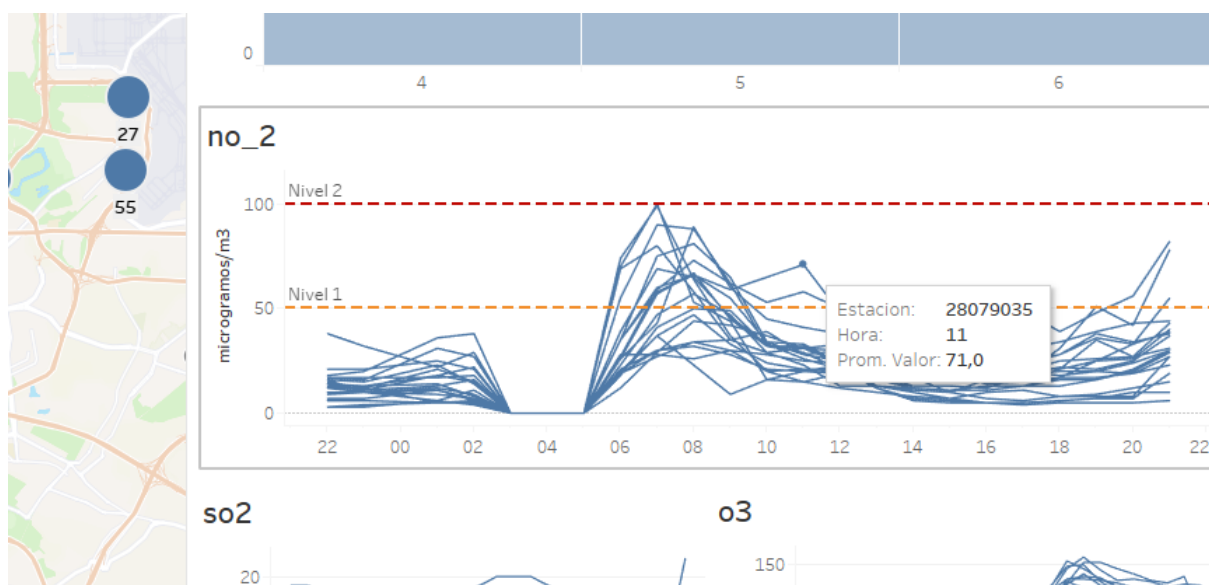 27
55
0
4 5 6
no_2
Nivel 2
100
Nivel 1
50
0
microgramos/m3
Estacion: 28079035
Hora: 11
Prom. Valor: 71,0
22 00 02 04 06 08 10 12 14 16 18 20 22
so2
20
o3
150